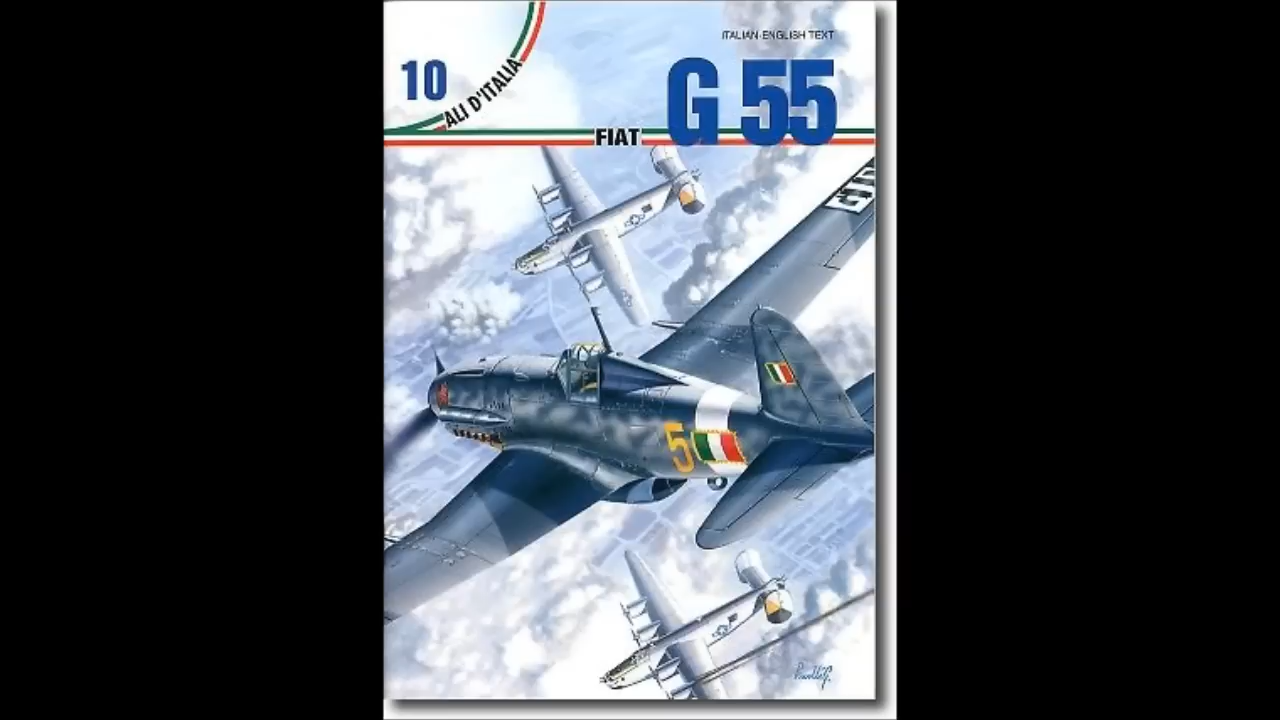 ITALIAN-ENGLISH TEXT
10
ALI D'ITALIA
FIAT
G 55
5